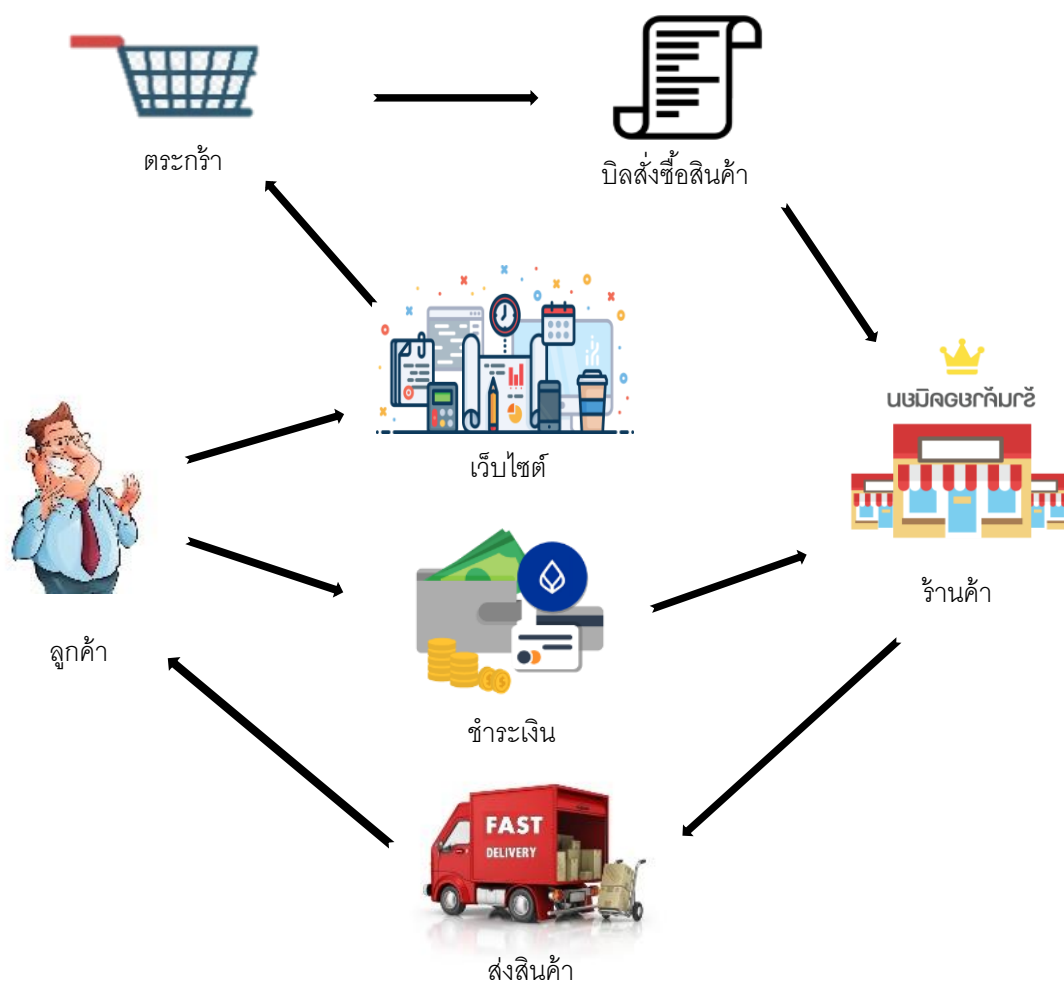 ตระกร้า
บิลสั่งซื้อสินค้า
เว็บไซต์
ร้านค้า
ลูกค้า
ชำระเงิน
FAST
DELIVERY
ส่งสินค้า